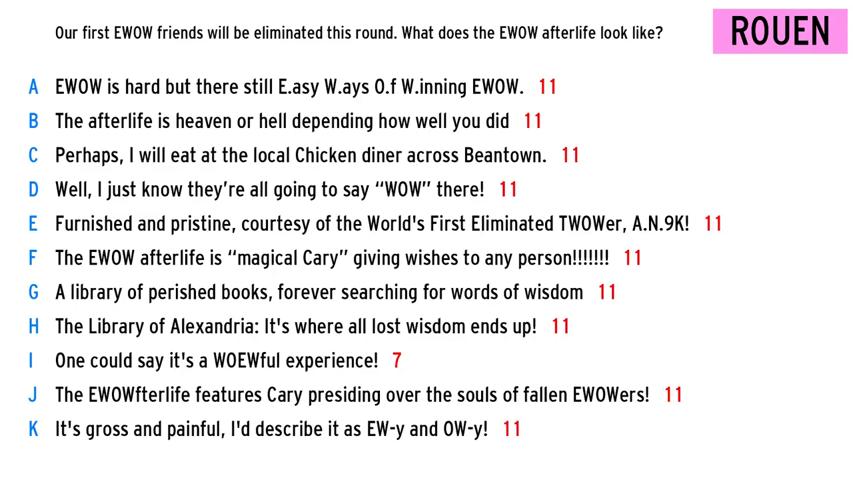 Our first EWOW friends will be eliminated this round. What does the EWOW afterlife look like?
ROUEN
A EWOW is hard but there still E.asy W.ays O.f W.inning EWOW. 11
B The afterlife is heaven or hell depending how well you did 11
C Perhaps, I will eat at the local Chicken diner across Beantown. 11
D Well, I just know they’re all going to say “WOW” there! 11
E Furnished and pristine, courtesy of the World's First Eliminated TWOWer, A.N.9K! 11
F The EWOW afterlife is “magical Cary” giving wishes to any person!!!!!!! 11
G A library of perished books, forever searching for words of wisdom 11
H The Library of Alexandria: It's where all lost wisdom ends up! 11
I One could say it's a WOEWful experience! 7
J The EWOWfterlife features Cary presiding over the souls of fallen EWOWers! 11
K It's gross and painful, I'd describe it as EW-y and OW-y! 11